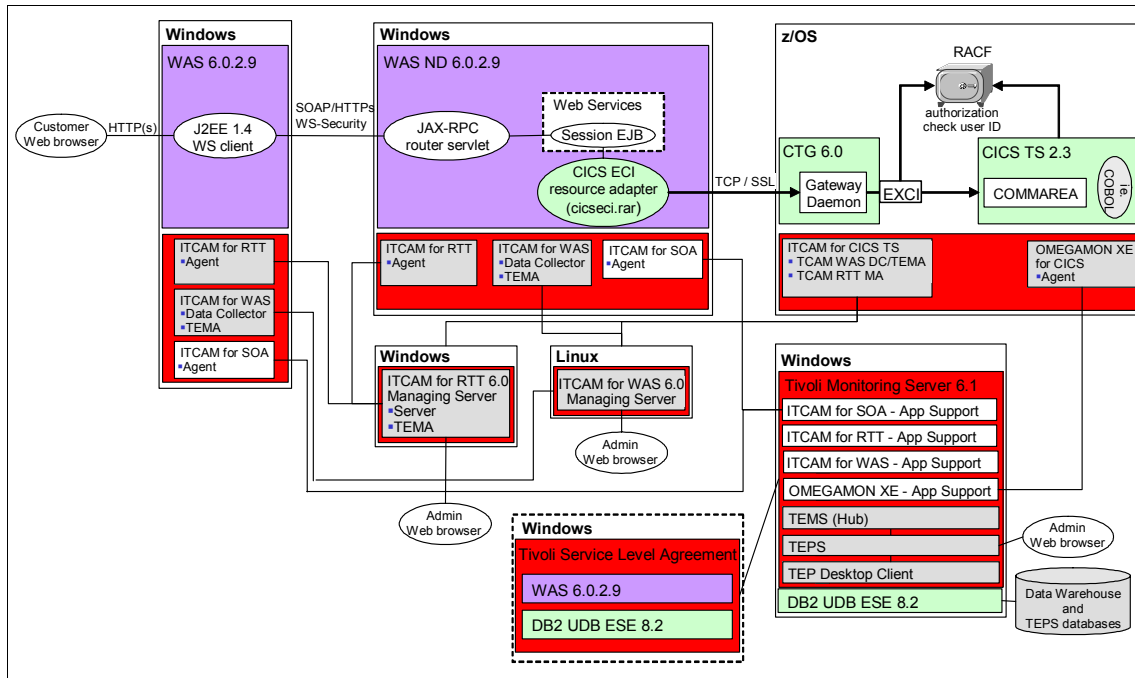 Windows
WAS 6.0.2.9
Customer
Web browser
HTTP(s)
J2EE 1.4
WS client
SOAP/HTTPs
WS-Security
ITCAM for RTT
Agent
ITCAM for WAS
Data Collector
TEMA
ITCAM for SOA
Agent
Windows
WAS ND 6.0.2.9
JAX-RPC
router servlet
Web Services
Session EJB
CICS ECI
resource adapter
(cicseci.rar)
TCP / SSL
ITCAM for RTT
Agent
ITCAM for WAS
Data Collector
TEMA
ITCAM for SOA
Agent
z/OS
RACF
authorization
check user ID
CTG 6.0
Gateway
Daemon
EXCI
CICS TS 2.3
COMMAREA
ie.
COBOL
ITCAM for CICS TS
TCAM WAS DC/TEMA
TCAM RTT MA
OMEGAMON XE
for CICS
Agent
Windows
ITCAM for RTT 6.0
Managing Server
Server
TEMA
Admin
Web browser
Linux
ITCAM for WAS 6.0
Managing Server
Admin
Web browser
Windows
Tivoli Monitoring Server 6.1
ITCAM for SOA - App Support
ITCAM for RTT - App Support
ITCAM for WAS - App Support
OMEGAMON XE - App Support
TEMS (Hub)
TEPS
TEP Desktop Client
DB2 UDB ESE 8.2
Admin
Web browser
Data Warehouse
and
TEPS databases
Windows
Tivoli Service Level Agreement
WAS 6.0.2.9
DB2 UDB ESE 8.2